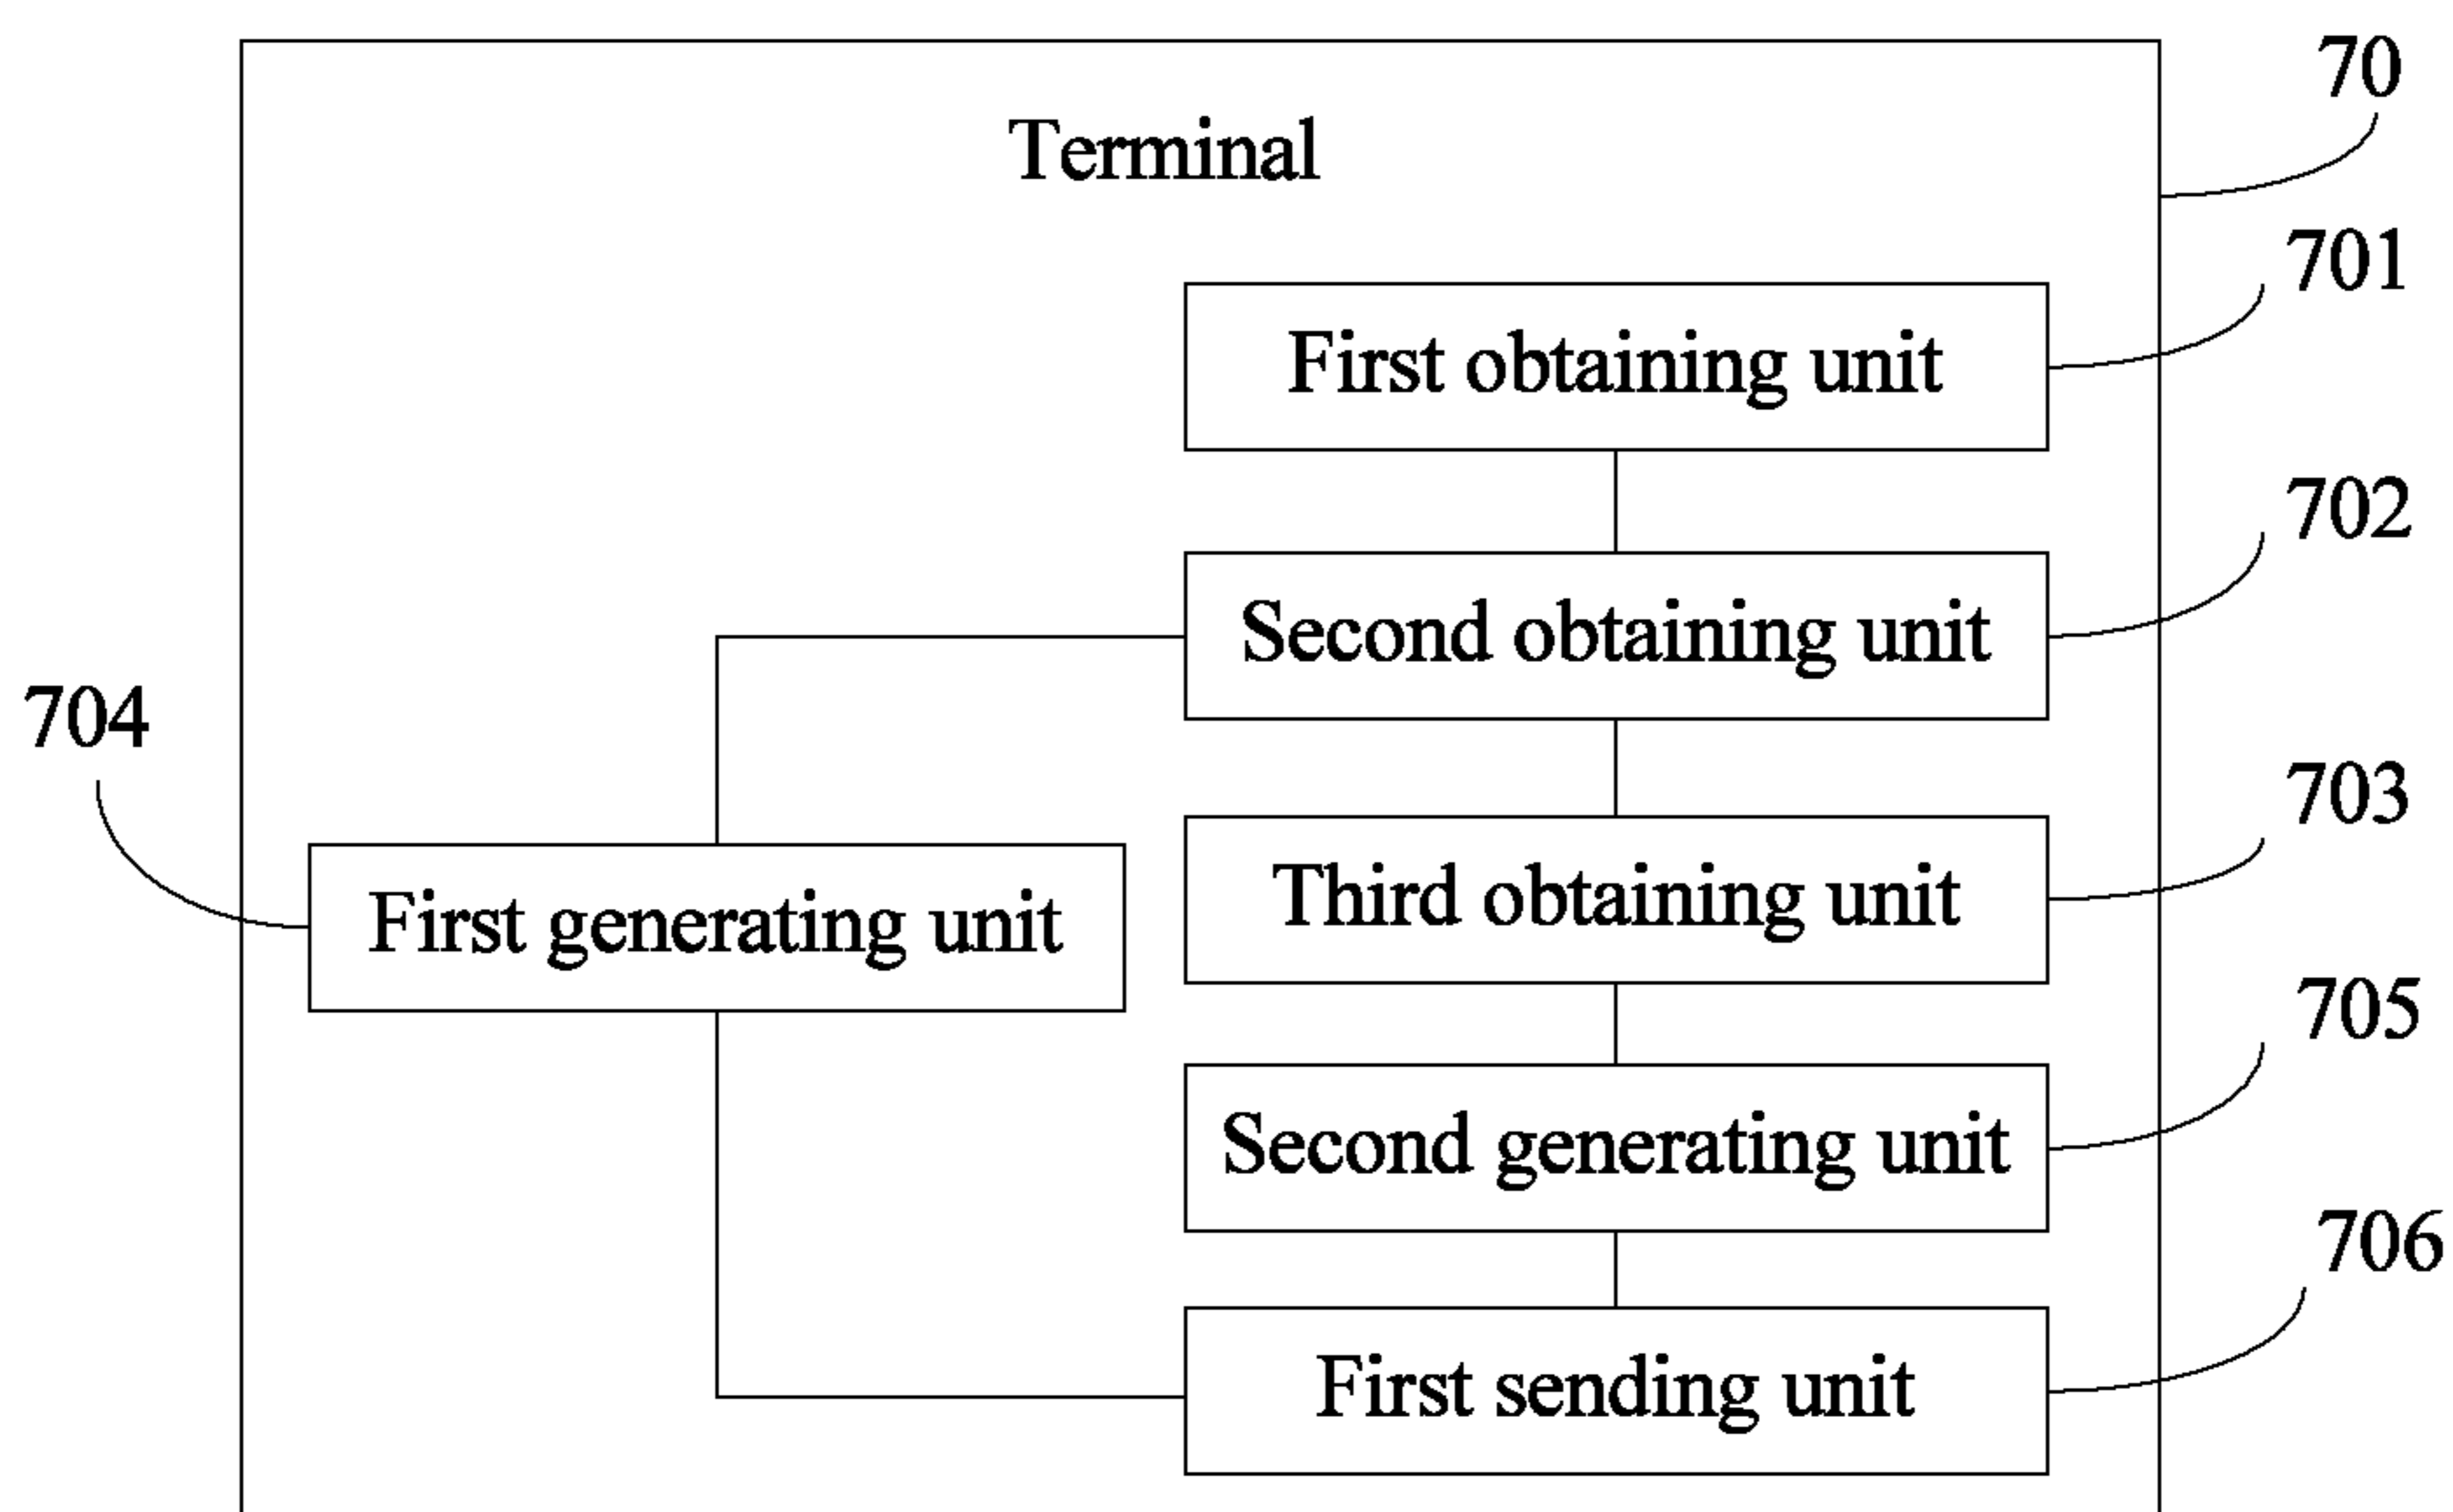 70
Terminal
701
First obtaining unit
702
Second obtaining unit
704
703
First generating unit
Third obtaining unit
705
Second generating unit
706
First sending unit